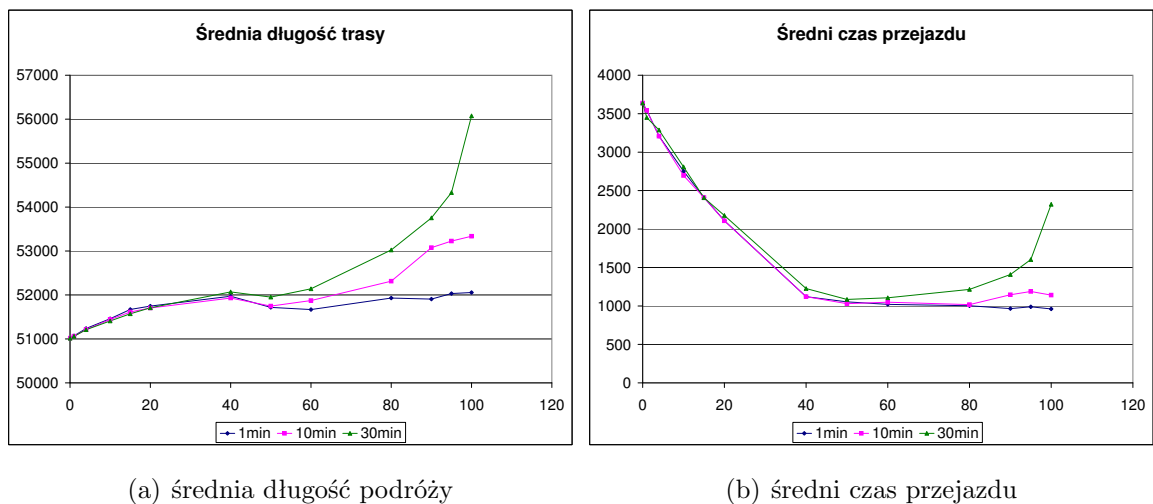 Średnia długość trasy
57000
56000
55000
54000
53000
52000
51000
50000
0 20 40 60 80 100 120
1min 10min 30min
(a) średnia długość podróży
Średni czas przejazdu
4000
3500
3000
2500
2000
1500
1000
500
0
0 20 40 60 80 100 120
1min 10min 30min
(b) średni czas przejazdu